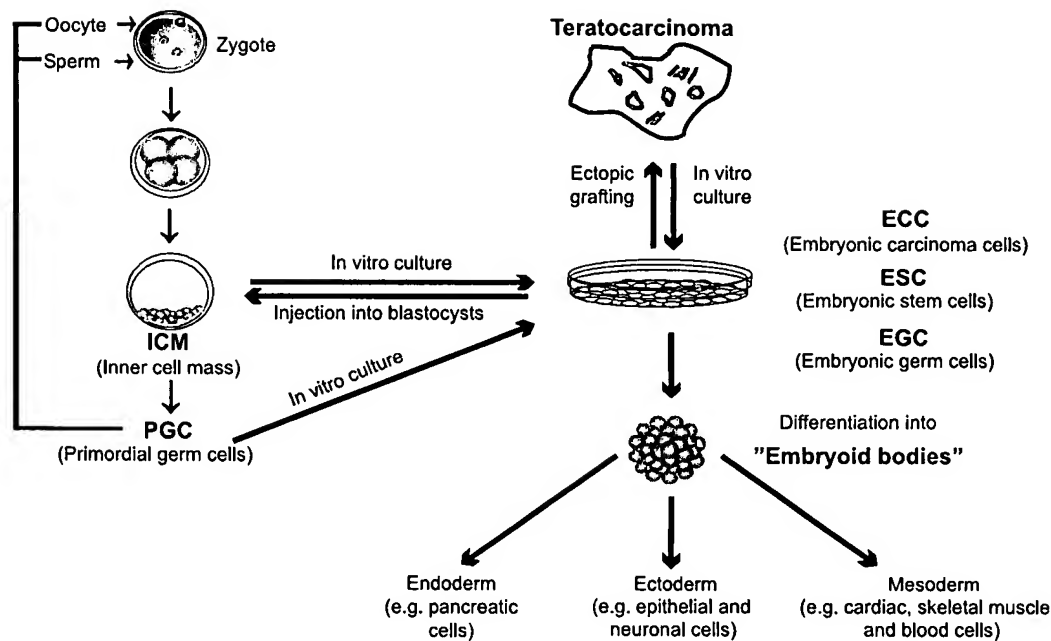 Oocyte
Zygote
Sperm
ICM
(Inner cell mass)
PGC
(Primordial germ cells)
In vitro culture
Injection into blastocysts
In vitro culture
Teratocarcinoma
Ectopic
grafting
In vitro
culture
ECC
(Embryonic carcinoma cells)
ESC
(Embryonic stem cells)
EGC
(Embryonic germ cells)
Differentiation into
”Embryoid bodies”
Endoderm
(e.g. pancreatic
cells)
Ectoderm
(e.g. epithelial and
neuronal cells)
Mesoderm
(e.g. cardiac, skeletal muscle
and blood cells)